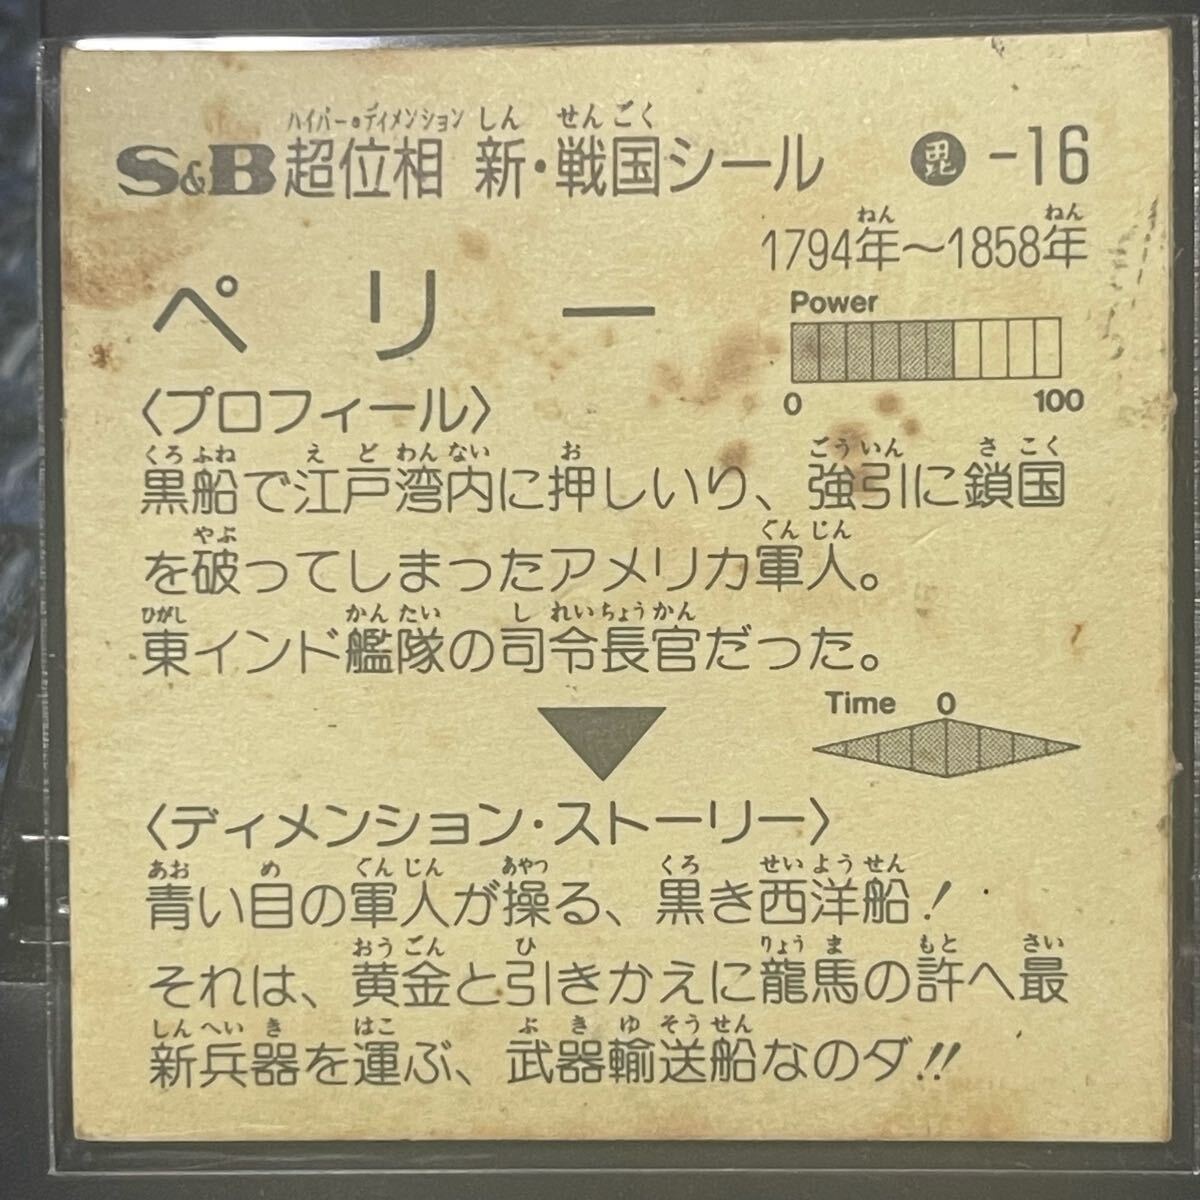 ハイパー・ディメンション しん せんごく
S&B超位相 新・戦国シール 毘 -16
ねん ねん
1794年〜1858年
ペリー
Power
0 100
〈プロフィール〉
くろふね えどわんない お ごういん さこく
黒船で江戸湾内に押しいり、強引に鎖国
やぶ ぐんじん
を破ってしまったアメリカ軍人。
ひがし かんたい しれいちょうかん
東インド艦隊の司令長官だった。
Time 0
〈ディメンション・ストーリー〉
あお め ぐんじん あやつ くろ せいようせん
青い目の軍人が操る、黒き西洋船!
おうごん ひ りょうま もと さい
それは、黄金と引きかえに龍馬の許へ最
しんへいき はこ ぶきゆそうせん
新兵器を運ぶ、武器輸送船なのダ!!